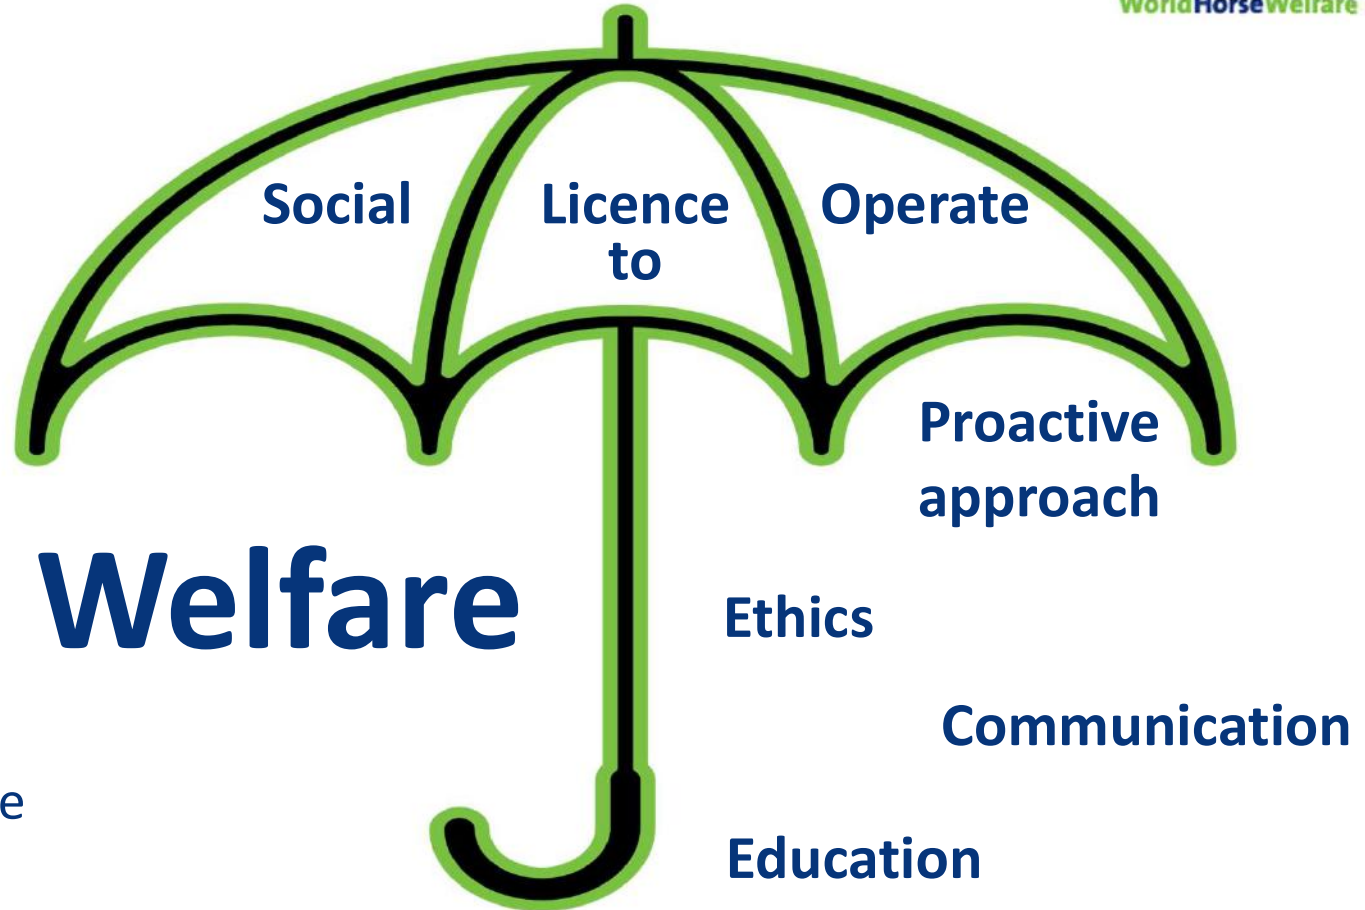 WorldHorseWelfare
Social Licence Operate
to
Proactive
approach
Welfare
Ethics
Communication
e
Education